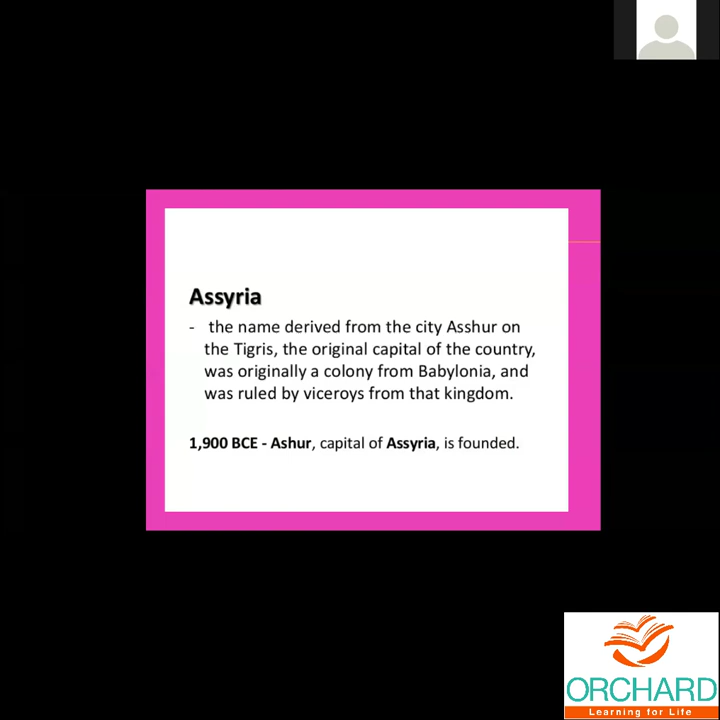 Assyria
- the name derived from the city Asshur on
the Tigris, the original capital of the country,
was originally a colony from Babylonia, and
was ruled by viceroys from that kingdom.
1,900 BCE - Ashur, capital of Assyria, is founded.
ORCHARD
Learning for Life